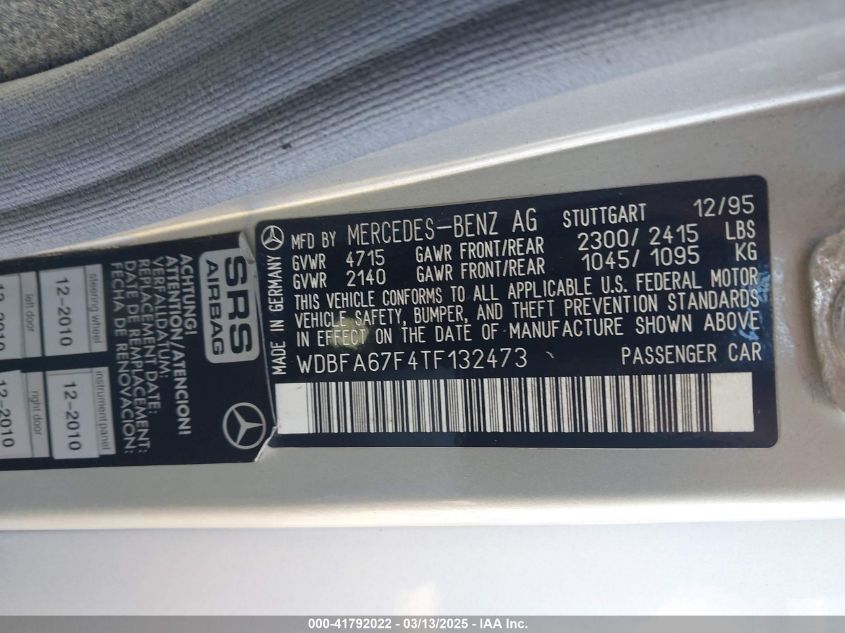 MFD BY MERCEDES-BENZ AG STUTTGART 12/95
GVWR 4715 GAWR FRONT/REAR 2300/ 2415 LBS
GVWR 2140 GAWR FRONT/REAR 1045/ 1095 KG
THIS VEHICLE CONFORMS TO ALL APPLICABLE U.S. FEDERAL MOTOR
VEHICLE SAFETY, BUMPER, AND THEFT PREVENTION STANDARDS
IN EFFECT ON THE DATE OF MANUFACTURE SHOWN ABOVE
WDBFA67F4TF132473 PASSENGER CAR
MADE IN GERMANY
SRS
AIRBAG
ACHTUNG!
ATTENTION/ATENCION!
VERFALLDATUM:
REPLACEMENT DATE:
DATE DE REMPLACEMENT:
FECHA DE RENOVACION:
steering wheel
12-2010
instrument panel
12-2010
left door
12-2010
right door
12-2010
000-41792022 - 03/13/2025 - IAA Inc.